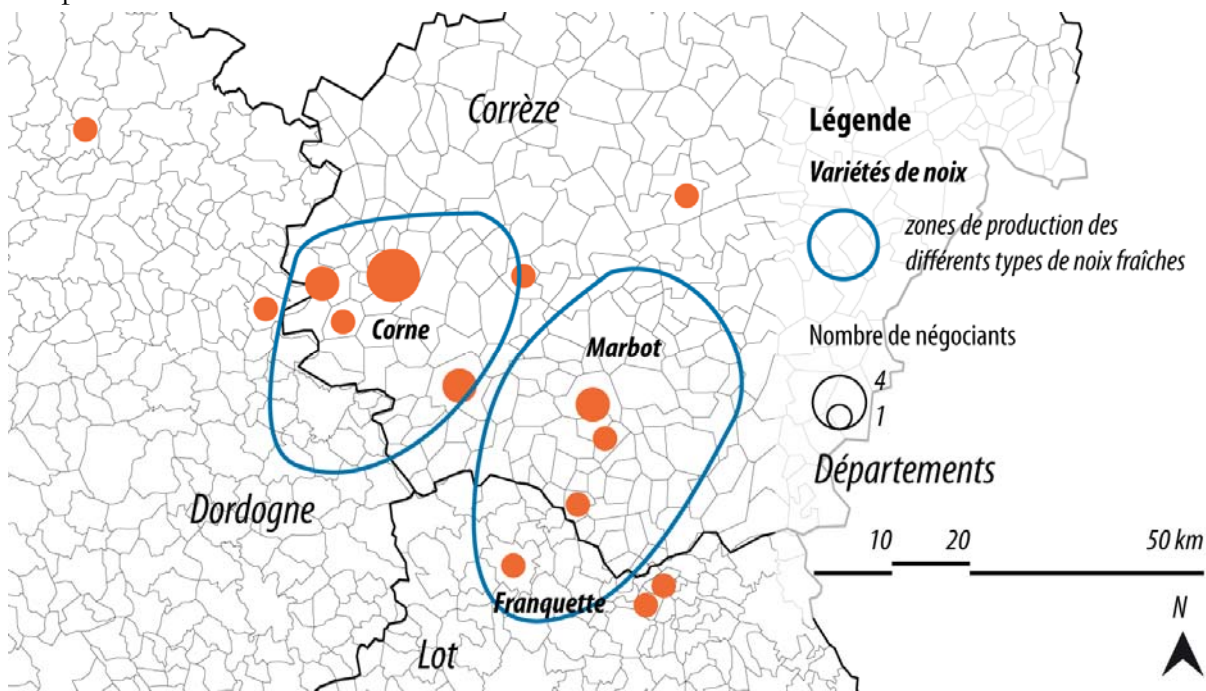 Corrèze
Corne
Marbot
Dordogne
Franquette
Lot
Légende
Variétés de noix
zones de production des
différents types de noix fraîches
Nombre de négociants
4
1
Départements
10 20 50 km
N